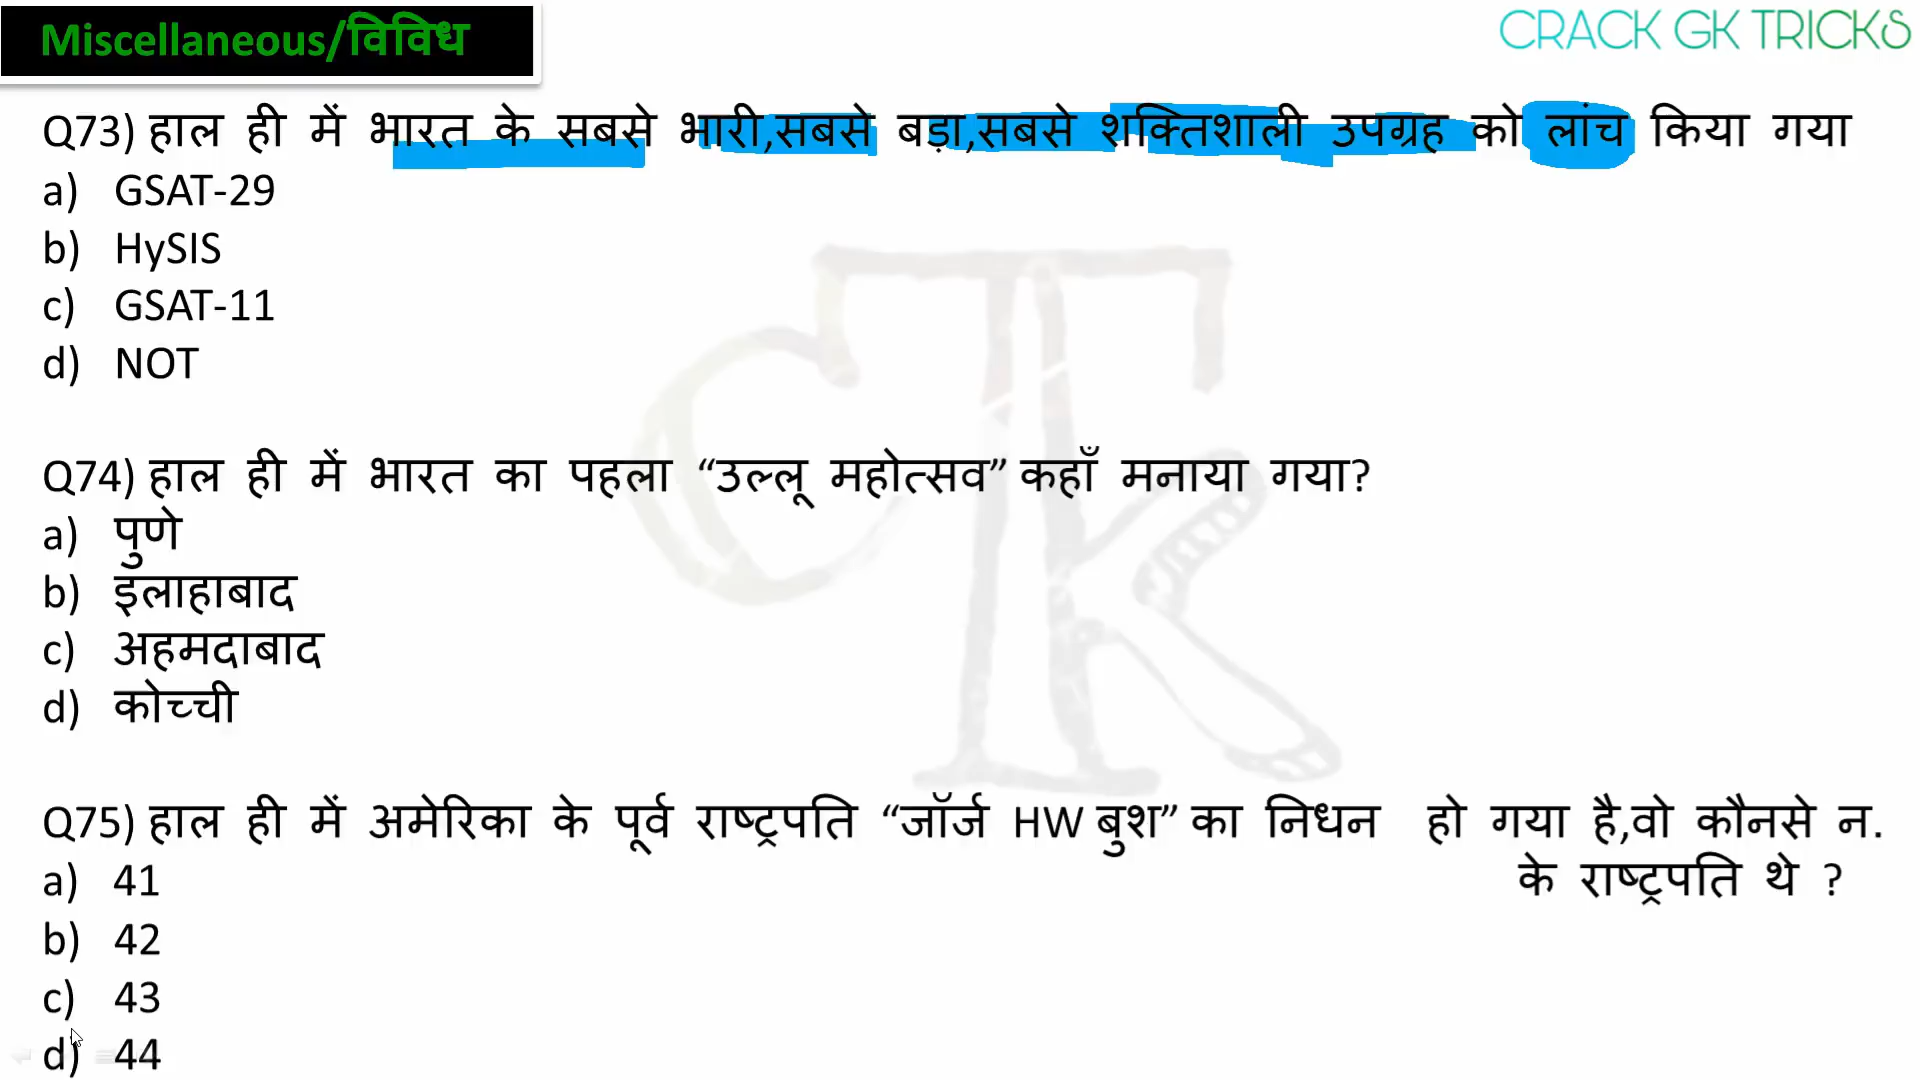 Miscellaneous/विविध
CRACK GK TRICKS
Q73) हाल ही में भारत के सबसे भारी,सबसे बड़ा,सबसे शक्तिशाली उपग्रह को लांच किया गया
a) GSAT-29
b) HySIS
c) GSAT-11
d) NOT
Q74) हाल ही में भारत का पहला “उल्लू महोत्सव” कहाँ मनाया गया?
a) पुणे
b) इलाहाबाद
c) अहमदाबाद
d) कोच्ची
Q75) हाल ही में अमेरिका के पूर्व राष्ट्रपति “जॉर्ज HW बुश” का निधन हो गया है,वो कौनसे न.
के राष्ट्रपति थे ?
a) 41
b) 42
c) 43
d) 44